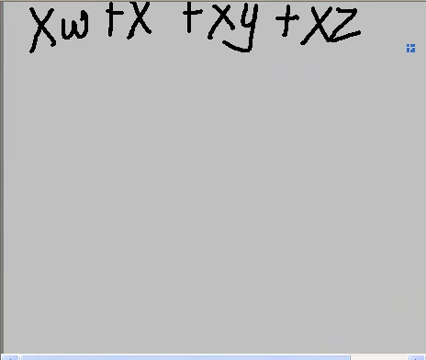 xw + x + xy + xz